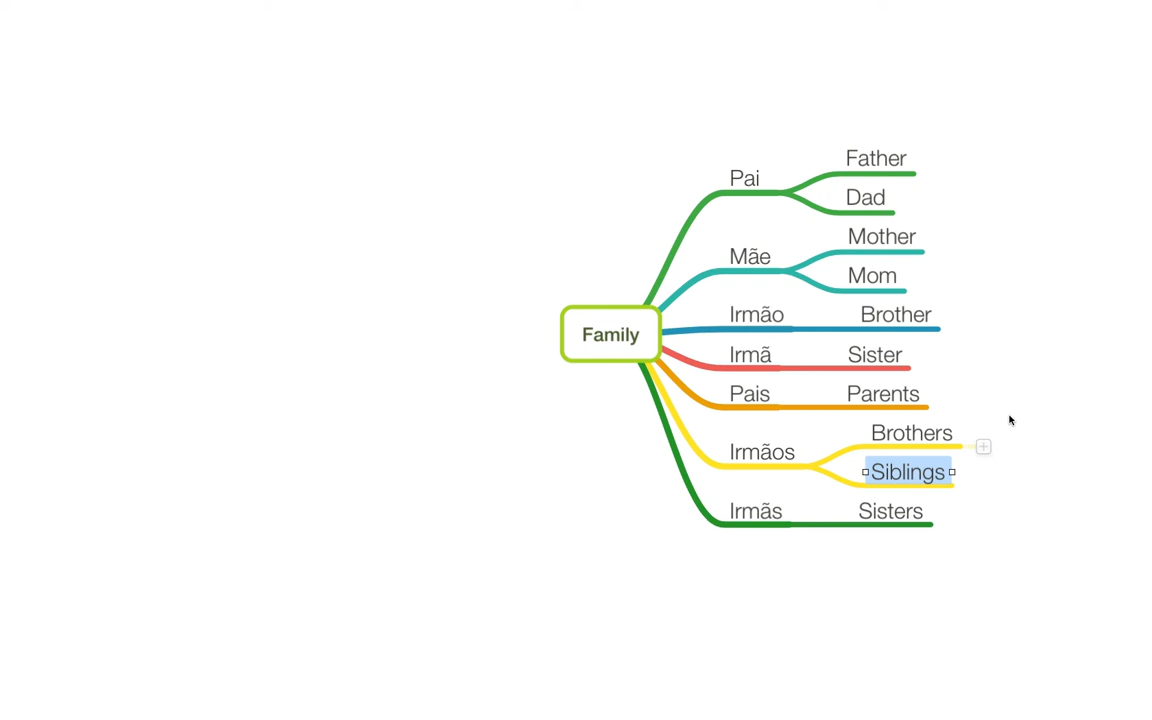 Family
Pai
Father
Dad
Mãe
Mother
Mom
Irmão
Brother
Irmã
Sister
Pais
Parents
Irmãos
Brothers
Siblings
Irmãs
Sisters